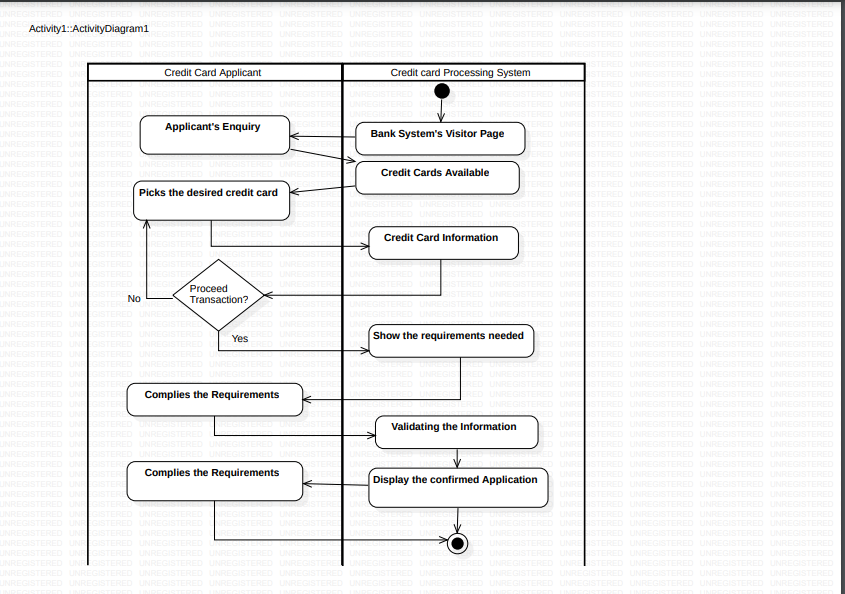 Activity1::ActivityDiagram1
Credit Card Applicant
Credit card Processing System
Applicant's Enquiry
Bank System's Visitor Page
Credit Cards Available
Picks the desired credit card
Credit Card Information
Proceed
Transaction?
No
Yes
Show the requirements needed
Complies the Requirements
Validating the Information
Complies the Requirements
Display the confirmed Application
UNREGISTERED